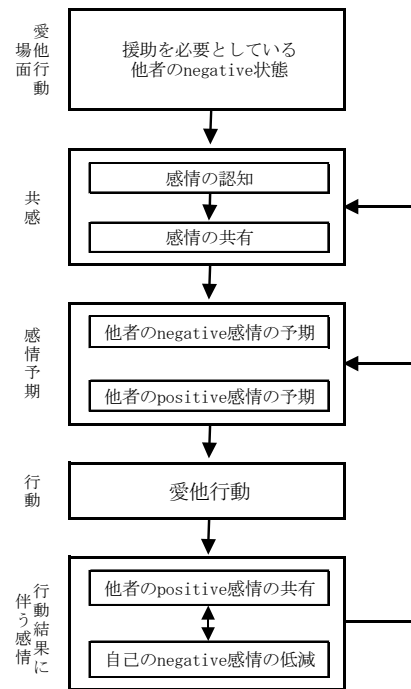 愛他行動
場面
援助を必要としている
他者のnegative状態
共感
感情の認知
感情の共有
感情予期
他者のnegative感情の予期
他者のpositive感情の予期
行動
愛他行動
行動結果に
伴う感情
他者のpositive感情の共有
自己のnegative感情の低減